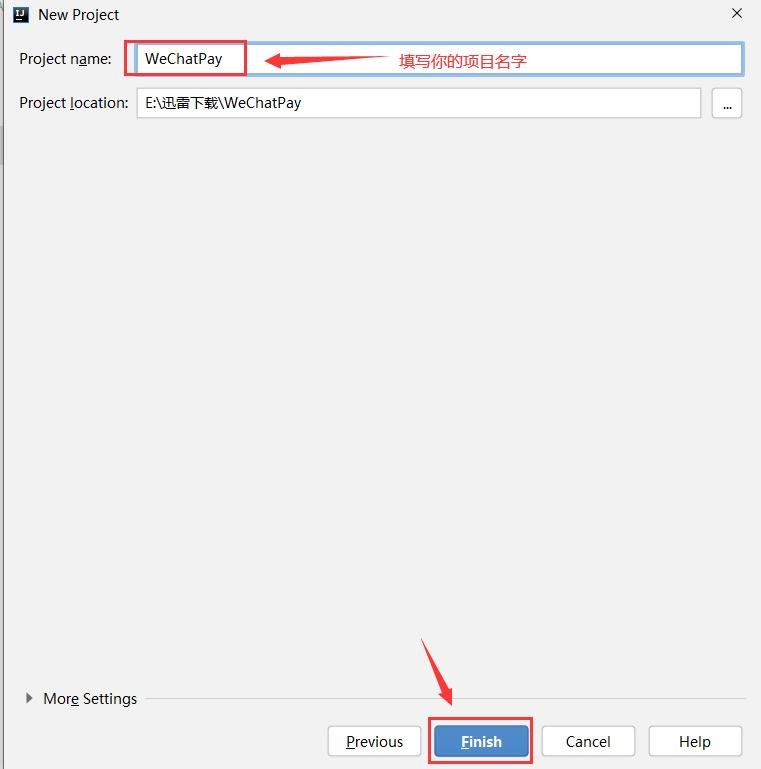 New Project
Project name: WeChatPay 填写你的项目名字
Project location: E:\迅雷下载\WeChatPay ...
More Settings
Previous Finish Cancel Help